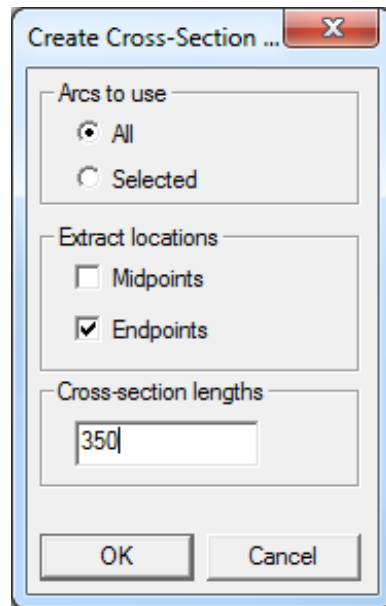 Create Cross-Section ...
Arcs to use
All
Selected
Extract locations
Midpoints
Endpoints
Cross-section lengths
350
OK Cancel